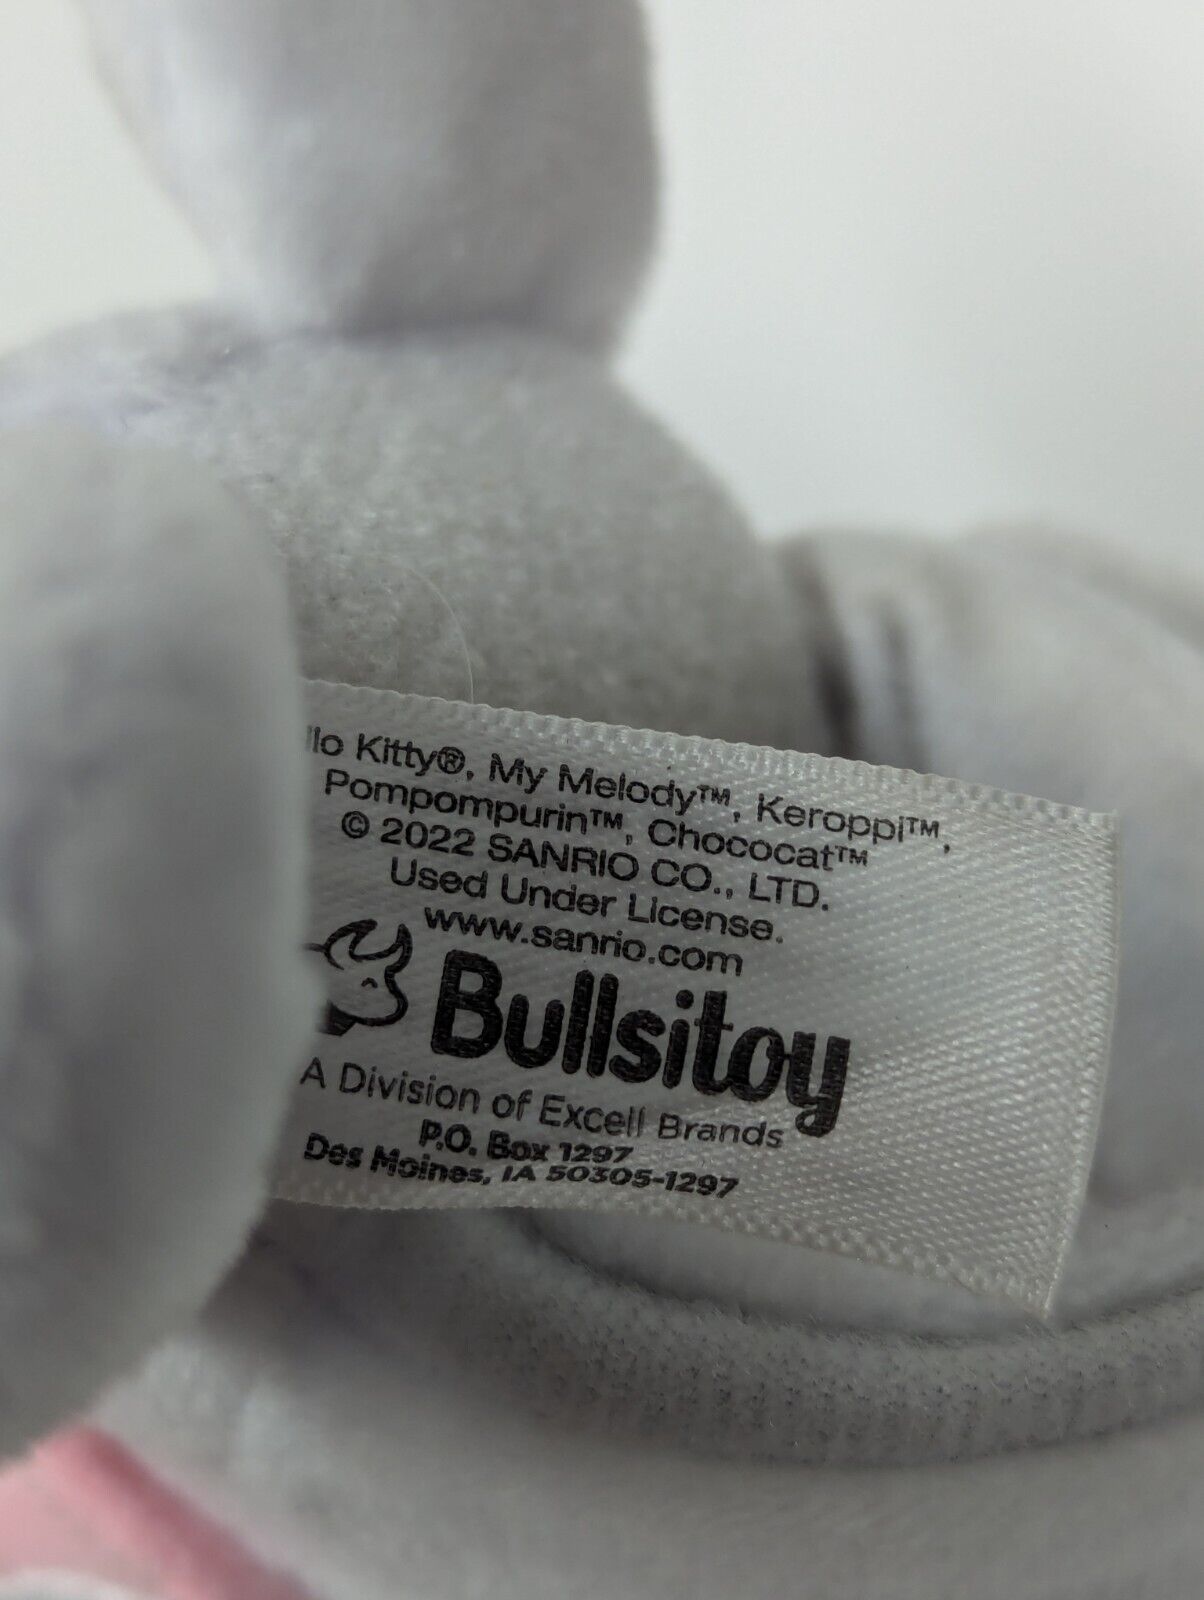 llo Kitty®, My Melody™, Keroppi™,
Pompompurin™, Chococat™
© 2022 SANRIO CO., LTD.
Used Under License.
www.sanrio.com
Bullsitoy
A Division of Excell Brands
P.O. Box 1297
Des Moines, IA 50305-1297